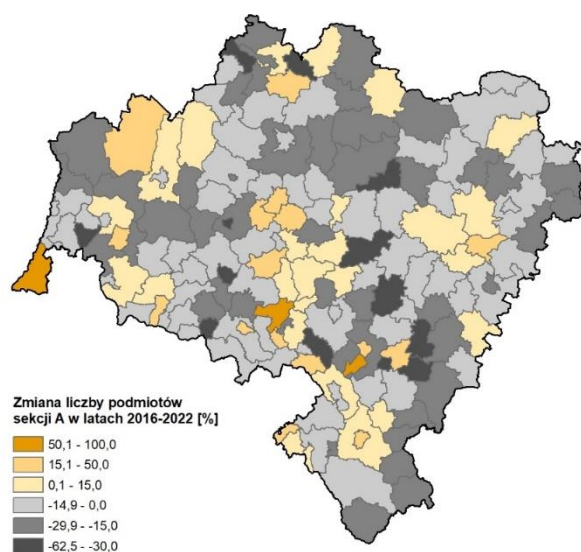 Zmiana liczby podmiotów
sekcji A w latach 2016-2022 [%]
50,1 - 100,0
15,1 - 50,0
0,1 - 15,0
-14,9 - 0,0
-29,9 - -15,0
-62,5 - -30,0